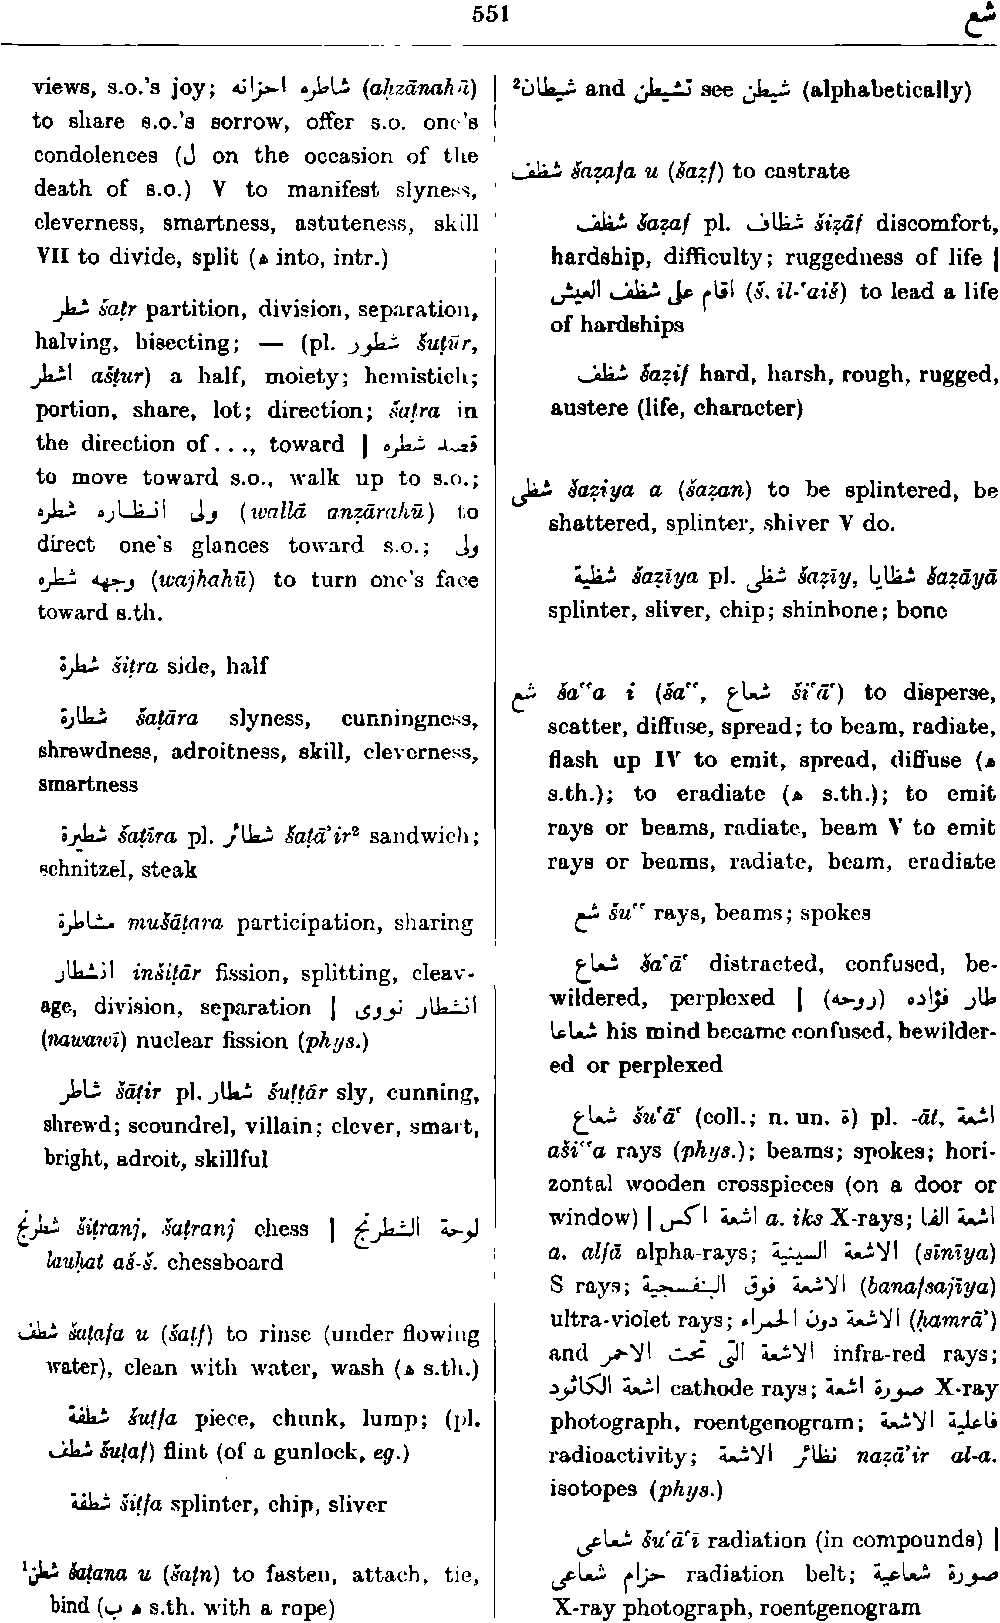 551
شع
views, s.o.'s joy; شاطره احزانه (aḥzānahū)
to share s.o.'s sorrow, offer s.o. one's
condolences (ل on the occasion of the
death of s.o.) V to manifest slyness,
cleverness, smartness, astuteness, skill
VII to divide, split (ﻫ into, intr.)
شطر šaṭr partition, division, separation,
halving, bisecting; — (pl. شطور šuṭūr,
اشطر ašṭur) a half, moiety; hemistich;
portion, share, lot; direction; šaṭra in
the direction of . . ., toward | قصد شطره
to move toward s.o., walk up to s.o.;
ولى انظاره شطره (wallā anẓārahū) to
direct one's glances toward s.o.; ولى
وجهه شطره (wajhahū) to turn one's face
toward s.th.
شطرة šiṭra side, half
شطارة šaṭāra slyness, cunningness,
shrewdness, adroitness, skill, cleverness,
smartness
شطيرة šaṭīra pl. شطائر šaṭā'ir² sandwich;
schnitzel, steak
مشاطرة mušāṭara participation, sharing
انشطار inšiṭār fission, splitting, cleav-
age, division, separation | انشطار نووى
(nawawī) nuclear fission (phys.)
شاطر šāṭir pl. شطار šuṭṭār sly, cunning,
shrewd; scoundrel, villain; clever, smart,
bright, adroit, skillful
شطرنج šiṭranj, šaṭranj chess | لوحة الشطرنج
lauḥat aš-š. chessboard
شطف šaṭafa u (šaṭf) to rinse (under flowing
water), clean with water, wash (ﻫ s.th.)
شطفة šuṭfa piece, chunk, lump; (pl.
شطف šuṭaf) flint (of a gunlock, eg.)
شطفة šiṭfa splinter, chip, sliver
¹شطن šaṭana u (šaṭn) to fasten, attach, tie,
bind (ب ﻫ s.th. with a rope)
²شيطان and تشيطن see شيطن (alphabetically)
شظف šaẓafa u (šaẓf) to castrate
شظف šaẓaf pl. شظاف šiẓāf discomfort,
hardship, difficulty; ruggedness of life |
اقام على شظف العيش (š. il-ʿaiš) to lead a life
of hardships
شظف šaẓif hard, harsh, rough, rugged,
austere (life, character)
شظى šaẓiya a (šaẓan) to be splintered, be
shattered, splinter, shiver V do.
شظية šaẓīya pl. شظى šaẓīy, شظايا šaẓāyā
splinter, sliver, chip; shinbone; bone
شع šaʿʿa i (šaʿʿ, شعاع šiʿāʿ) to disperse,
scatter, diffuse, spread; to beam, radiate,
flash up IV to emit, spread, diffuse (ﻫ
s.th.); to eradiate (ﻫ s.th.); to emit
rays or beams, radiate, beam V to emit
rays or beams, radiate, beam, eradiate
شع šuʿʿ rays, beams; spokes
شعاع šaʿāʿ distracted, confused, be-
wildered, perplexed | طار فؤاده (روحه)
شعاعا his mind became confused, bewilder-
ed or perplexed
شعاع šuʿāʿ (coll.; n. un. ة) pl. -āt, اشعة
ašiʿʿa rays (phys.); beams; spokes; hori-
zontal wooden crosspieces (on a door or
window) | اشعة اكس a. iks X-rays; اشعة الفا
a. alfā alpha-rays; الاشعة السينية (sīnīya)
S rays; الاشعة فوق البنفسجية (banafsajīya)
ultra-violet rays; الاشعة دون الحمراء (ḥamrā')
and الاشعة التى تحت الاحمر infra-red rays;
اشعة الكاثود cathode rays; صورة اشعة X-ray
photograph, roentgenogram; فاعلية الاشعة
radioactivity; نظائر الاشعة naẓā'ir al-a.
isotopes (phys.)
شعاعى šuʿāʿī radiation (in compounds) |
حزام شعاعى radiation belt; صورة شعاعية
X-ray photograph, roentgenogram